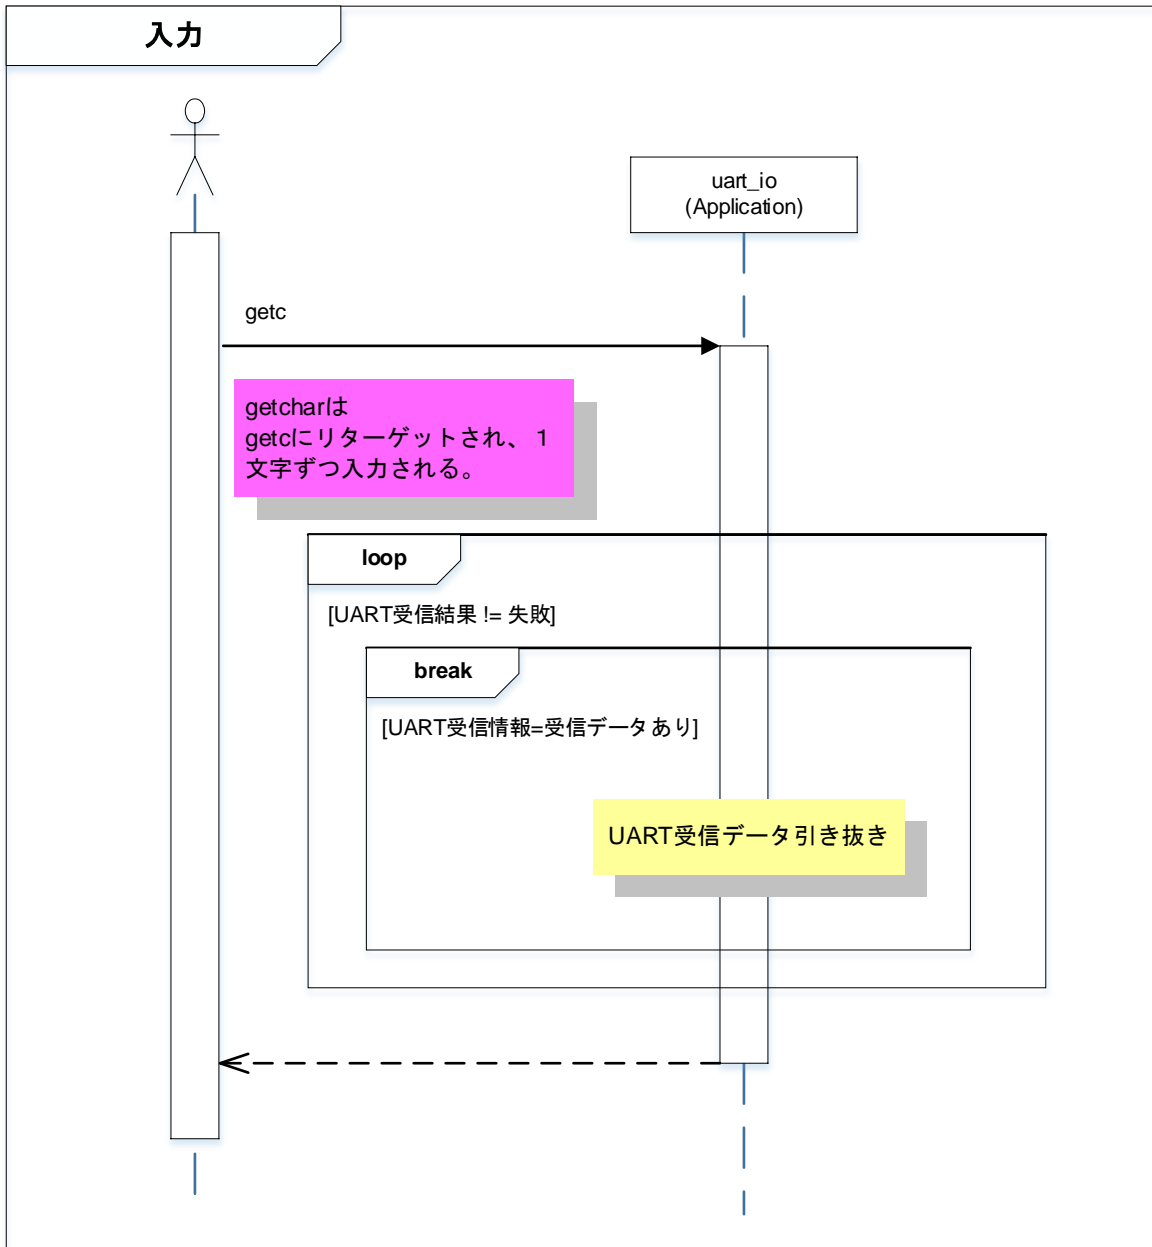 入力
uart_io
(Application)
getc
getcharは
getcにリターゲットされ、１
文字ずつ入力される。
loop
[UART受信結果 != 失敗]
break
[UART受信情報=受信データあり]
UART受信データ引き抜き